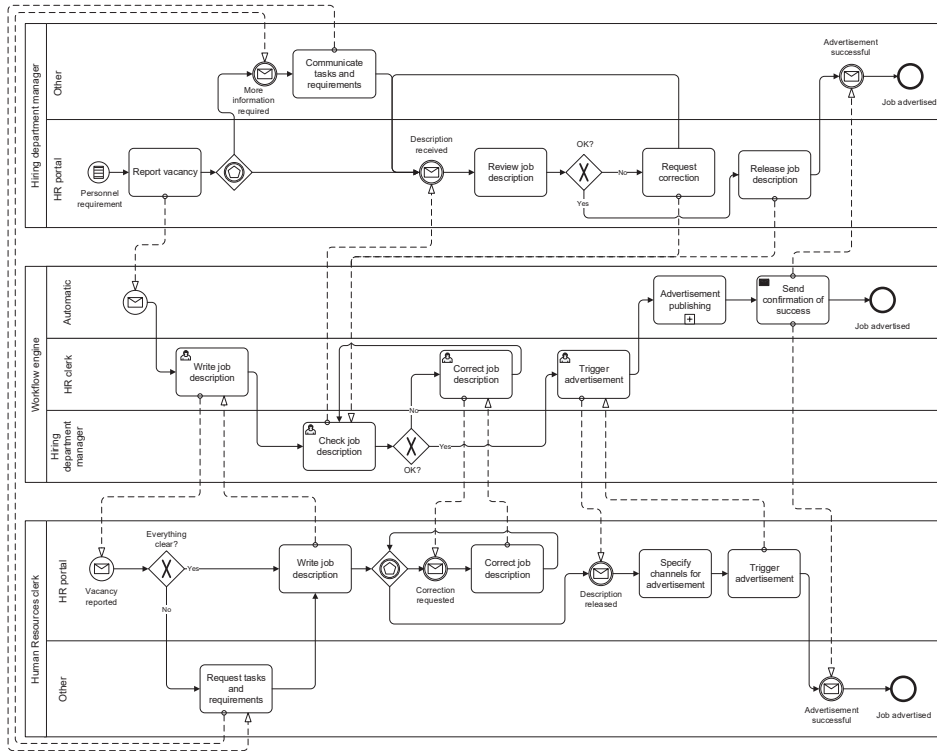 Hiring department manager
Other
HR portal
More
information
required
Communicate
tasks and
requirements
Advertisement
successful
Job advertised
Personnel
requirement
Report vacancy
Description
received
Review job
description
OK?
No
Yes
Request
correction
Release job
description
Workflow engine
Automatic
HR clerk
Hiring
department
manager
Advertisement
publishing
Send
confirmation of
success
Job advertised
Write job
description
Correct job
description
Trigger
advertisement
Check job
description
No
Yes
OK?
Human Resources clerk
HR portal
Other
Vacancy
reported
Everything
clear?
Yes
No
Write job
description
Correction
requested
Correct job
description
Description
released
Specify
channels for
advertisement
Trigger
advertisement
Request tasks
and
requirements
Advertisement
successful
Job advertised